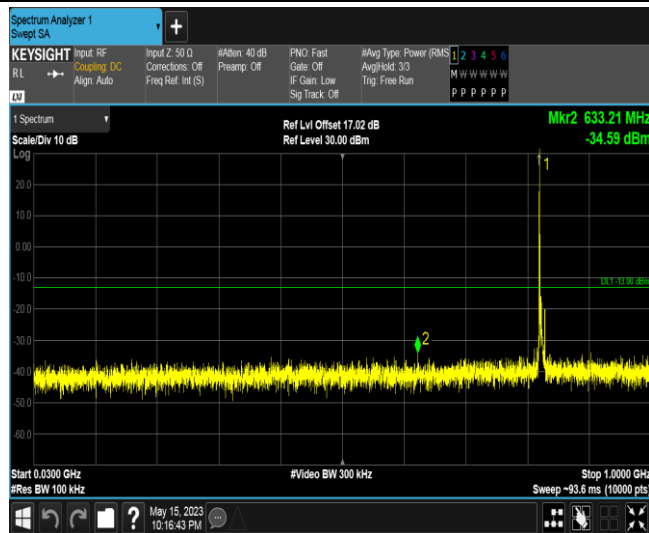 Spectrum Analyzer 1
Swept SA
+
KEYSIGHT
RL
LXI
Input: RF
Coupling: DC
Align: Auto
Input Z: 50 Ω
Corrections: Off
Freq Ref: Int (S)
#Atten: 40 dB
Preamp: Off
PNO: Fast
Gate: Off
IF Gain: Low
Sig Track: Off
#Avg Type: Power (RMS
Avg|Hold: 3/3
Trig: Free Run
1 2 3 4 5 6
M W W W W W
P P P P P P
1 Spectrum
Scale/Div 10 dB
Log
Ref Lvl Offset 17.02 dB
Ref Level 30.00 dBm
Mkr2 633.21 MHz
-34.59 dBm
1
20.0
10.0
0.00
-10.0
DL1 -13.00 dBm
-20.0
-30.0
2
-40.0
-50.0
-60.0
Start 0.0300 GHz
#Res BW 100 kHz
#Video BW 300 kHz
Stop 1.0000 GHz
Sweep ~93.6 ms (10000 pts)
?
May 15, 2023
10:16:43 PM